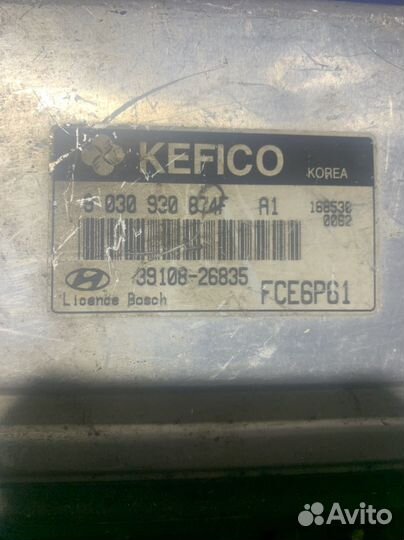 KEFICO
KOREA
9 030 930 874F A1
168530
0062
39108-26835
Licence Bosch
FCE6PG1
Avito